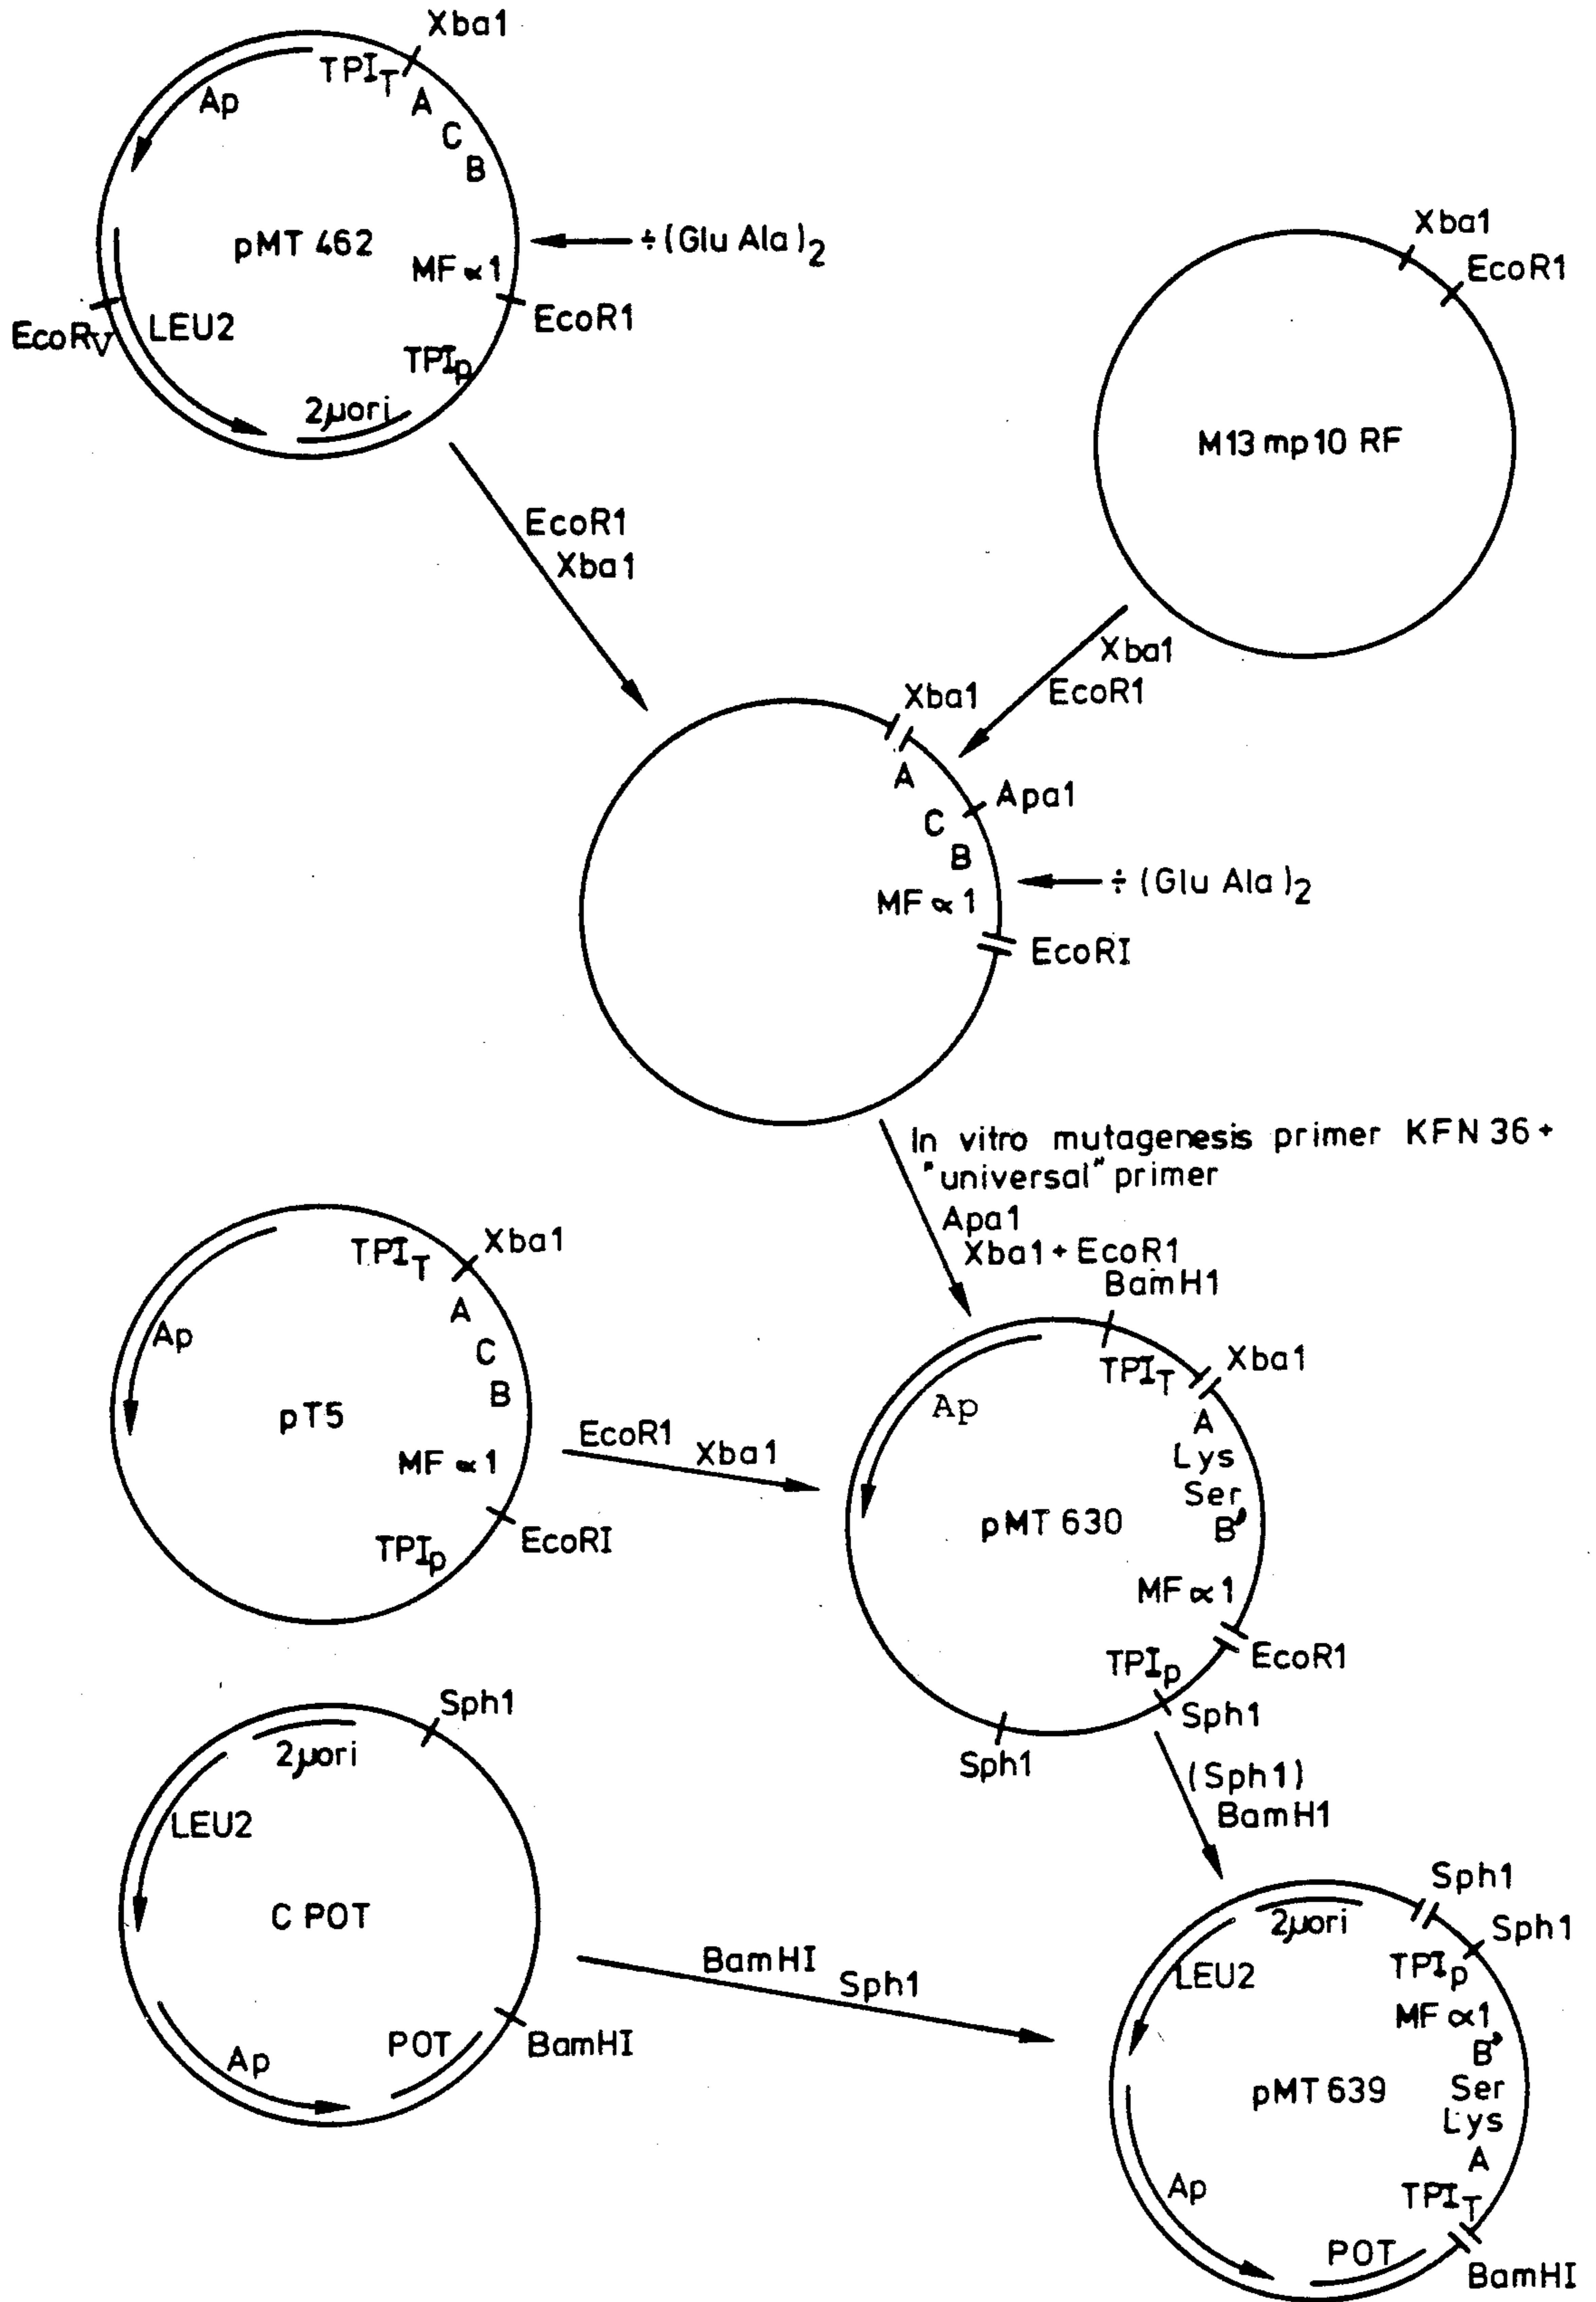 Xba1
TPIT
A
C
B
Ap
pMT 462
÷(Glu Ala)2
MF∝1
EcoR1
EcoRV
LEU2
TPIp
2µori
Xba1
EcoR1
M13 mp10 RF
EcoR1
Xba1
Xba1
EcoR1
Xba1
A
Apa1
C
B
÷(Glu Ala)2
MF∝1
EcoRI
In vitro mutagenesis primer KFN 36+
"universal" primer
Apa1
Xba1 + EcoR1
Xba1
TPIT
A
C
B
Ap
pT5
MF∝1
EcoRI
TPIp
EcoR1
Xba1
BamH1
TPIT
Xba1
Ap
A
Lys
Ser
B'
pMT 630
MF∝1
EcoR1
TPIp
Sph1
Sph1
(Sph1)
BamH1
Sph1
2µori
LEU2
C POT
Ap
POT
BamHI
BamHI
Sph1
Sph1
Sph1
2µori
LEU2
TPIp
MF∝1
B'
Ser
Lys
A
TPIT
pMT 639
Ap
POT
BamHI